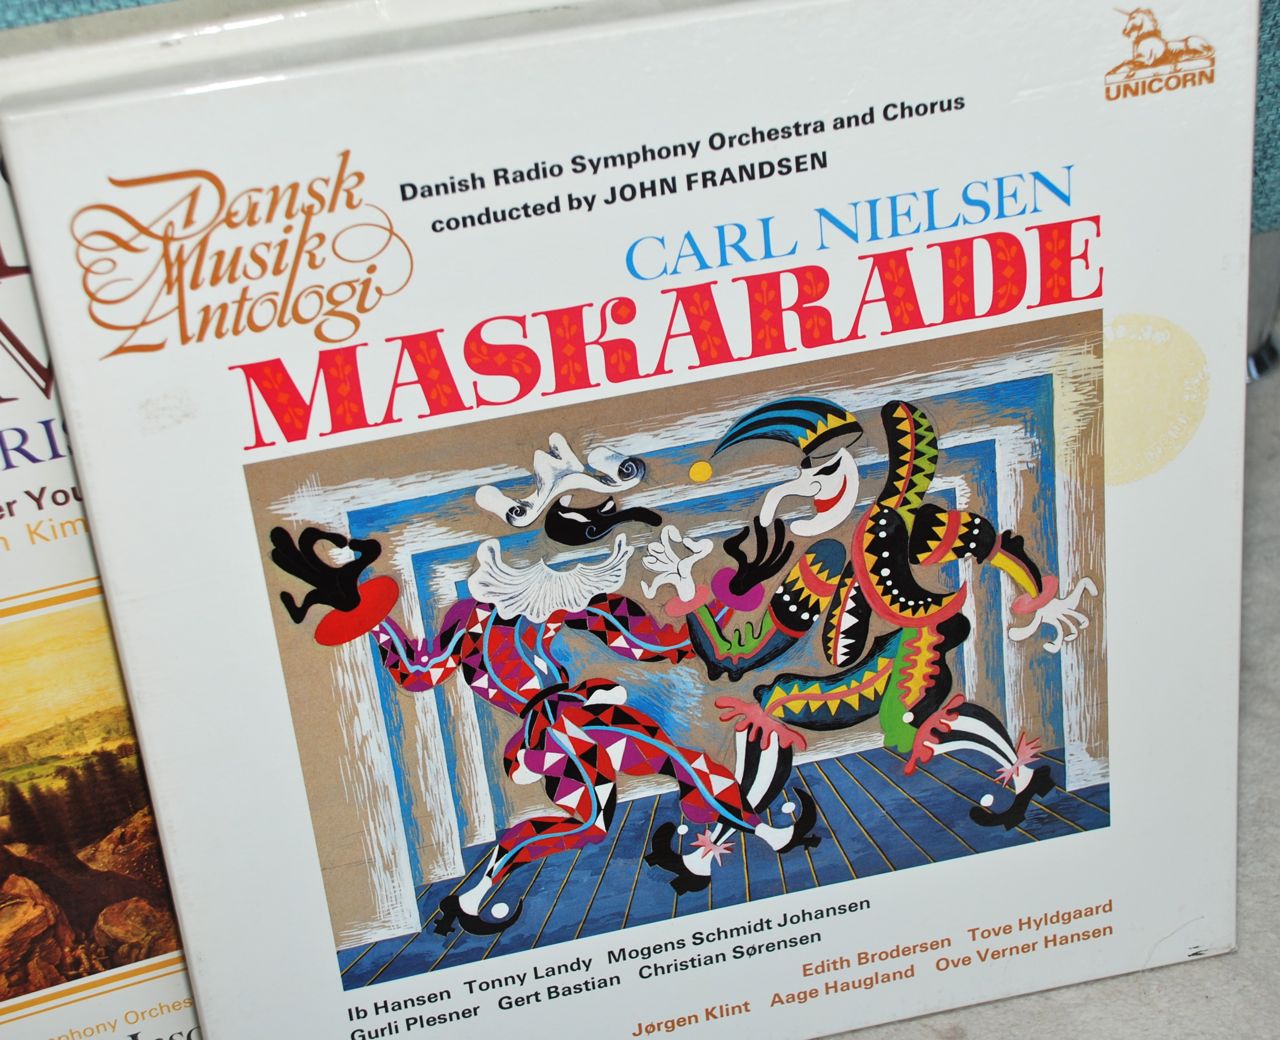 UNICORN
Danish Radio Symphony Orchestra and Chorus
conducted by JOHN FRANDSEN
Dansk
Musik
Antologi
CARL NIELSEN
MASKARADE
Ib Hansen Tonny Landy Mogens Schmidt Johansen
Gurli Plesner Gert Bastian Christian Sørensen
Edith Brodersen Tove Hyldgaard
Jørgen Klint Aage Haugland Ove Verner Hansen